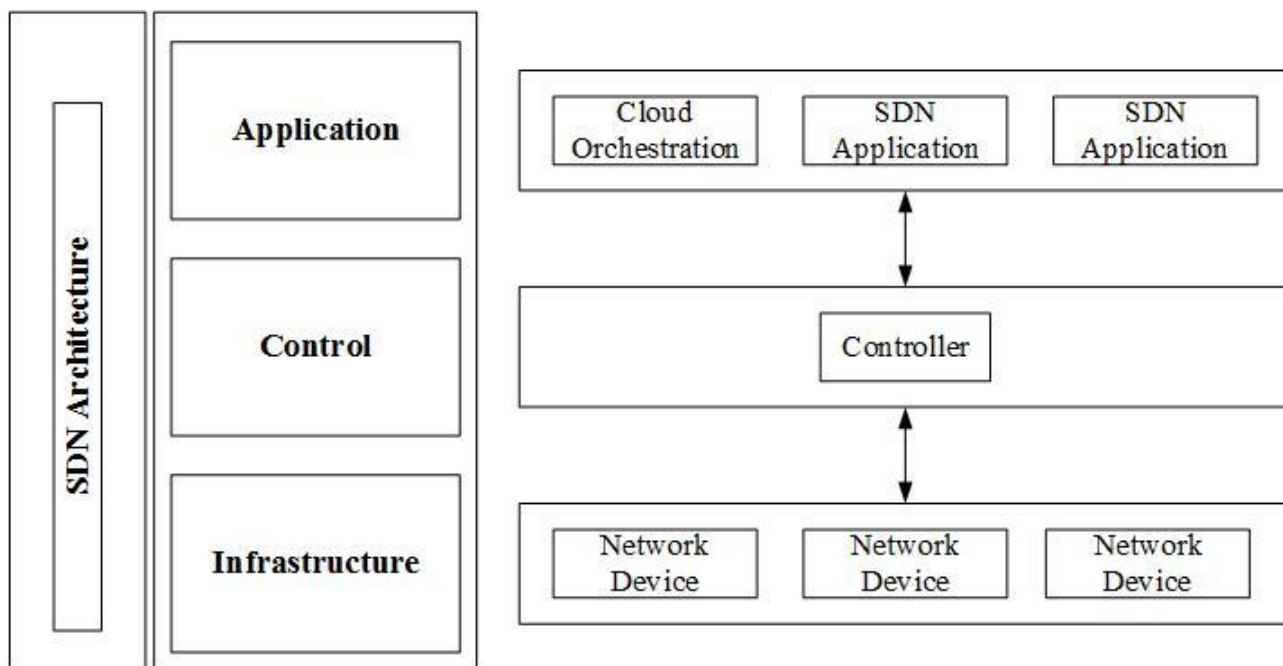 SDN Architecture
Application
Control
Infrastructure
Cloud
Orchestration
SDN
Application
SDN
Application
Controller
Network
Device
Network
Device
Network
Device